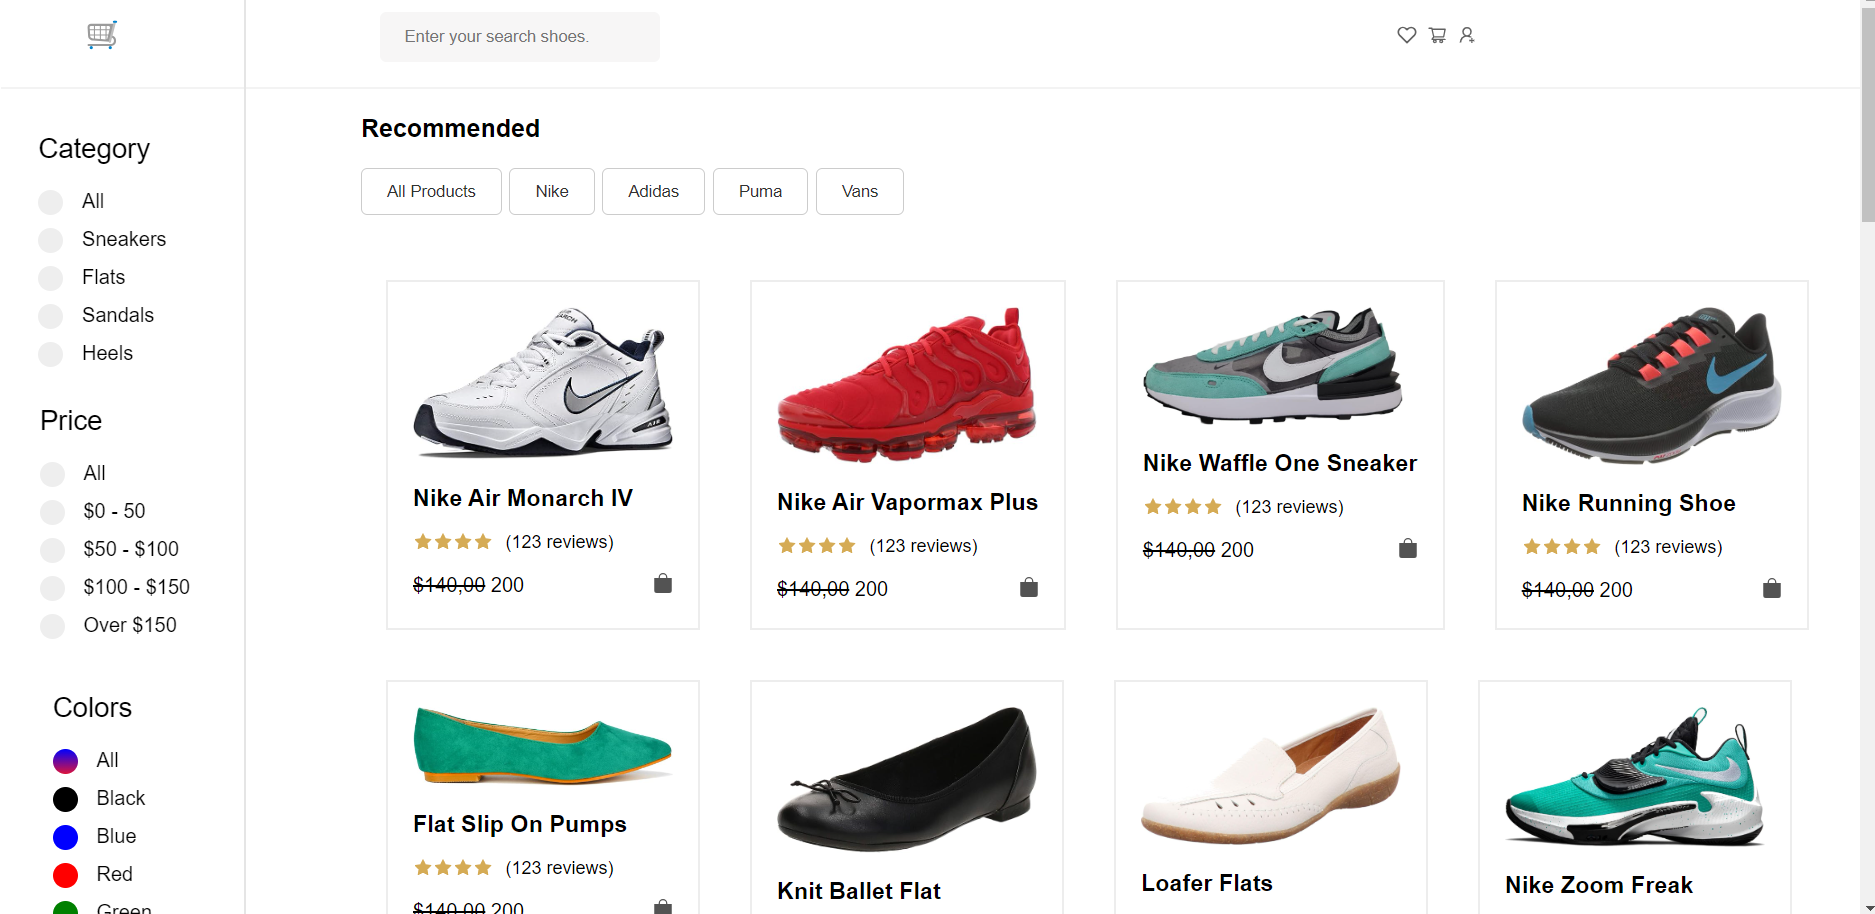 Enter your search shoes.
Category
All
Sneakers
Flats
Sandals
Heels
Price
All
$0 - 50
$50 - $100
$100 - $150
Over $150
Colors
All
Black
Blue
Red
Green
Recommended
All Products
Nike
Adidas
Puma
Vans
Nike Air Monarch IV
(123 reviews)
$140,00 200
Nike Air Vapormax Plus
(123 reviews)
$140,00 200
Nike Waffle One Sneaker
(123 reviews)
$140,00 200
Nike Running Shoe
(123 reviews)
$140,00 200
Flat Slip On Pumps
(123 reviews)
$140,00 200
Knit Ballet Flat
Loafer Flats
Nike Zoom Freak